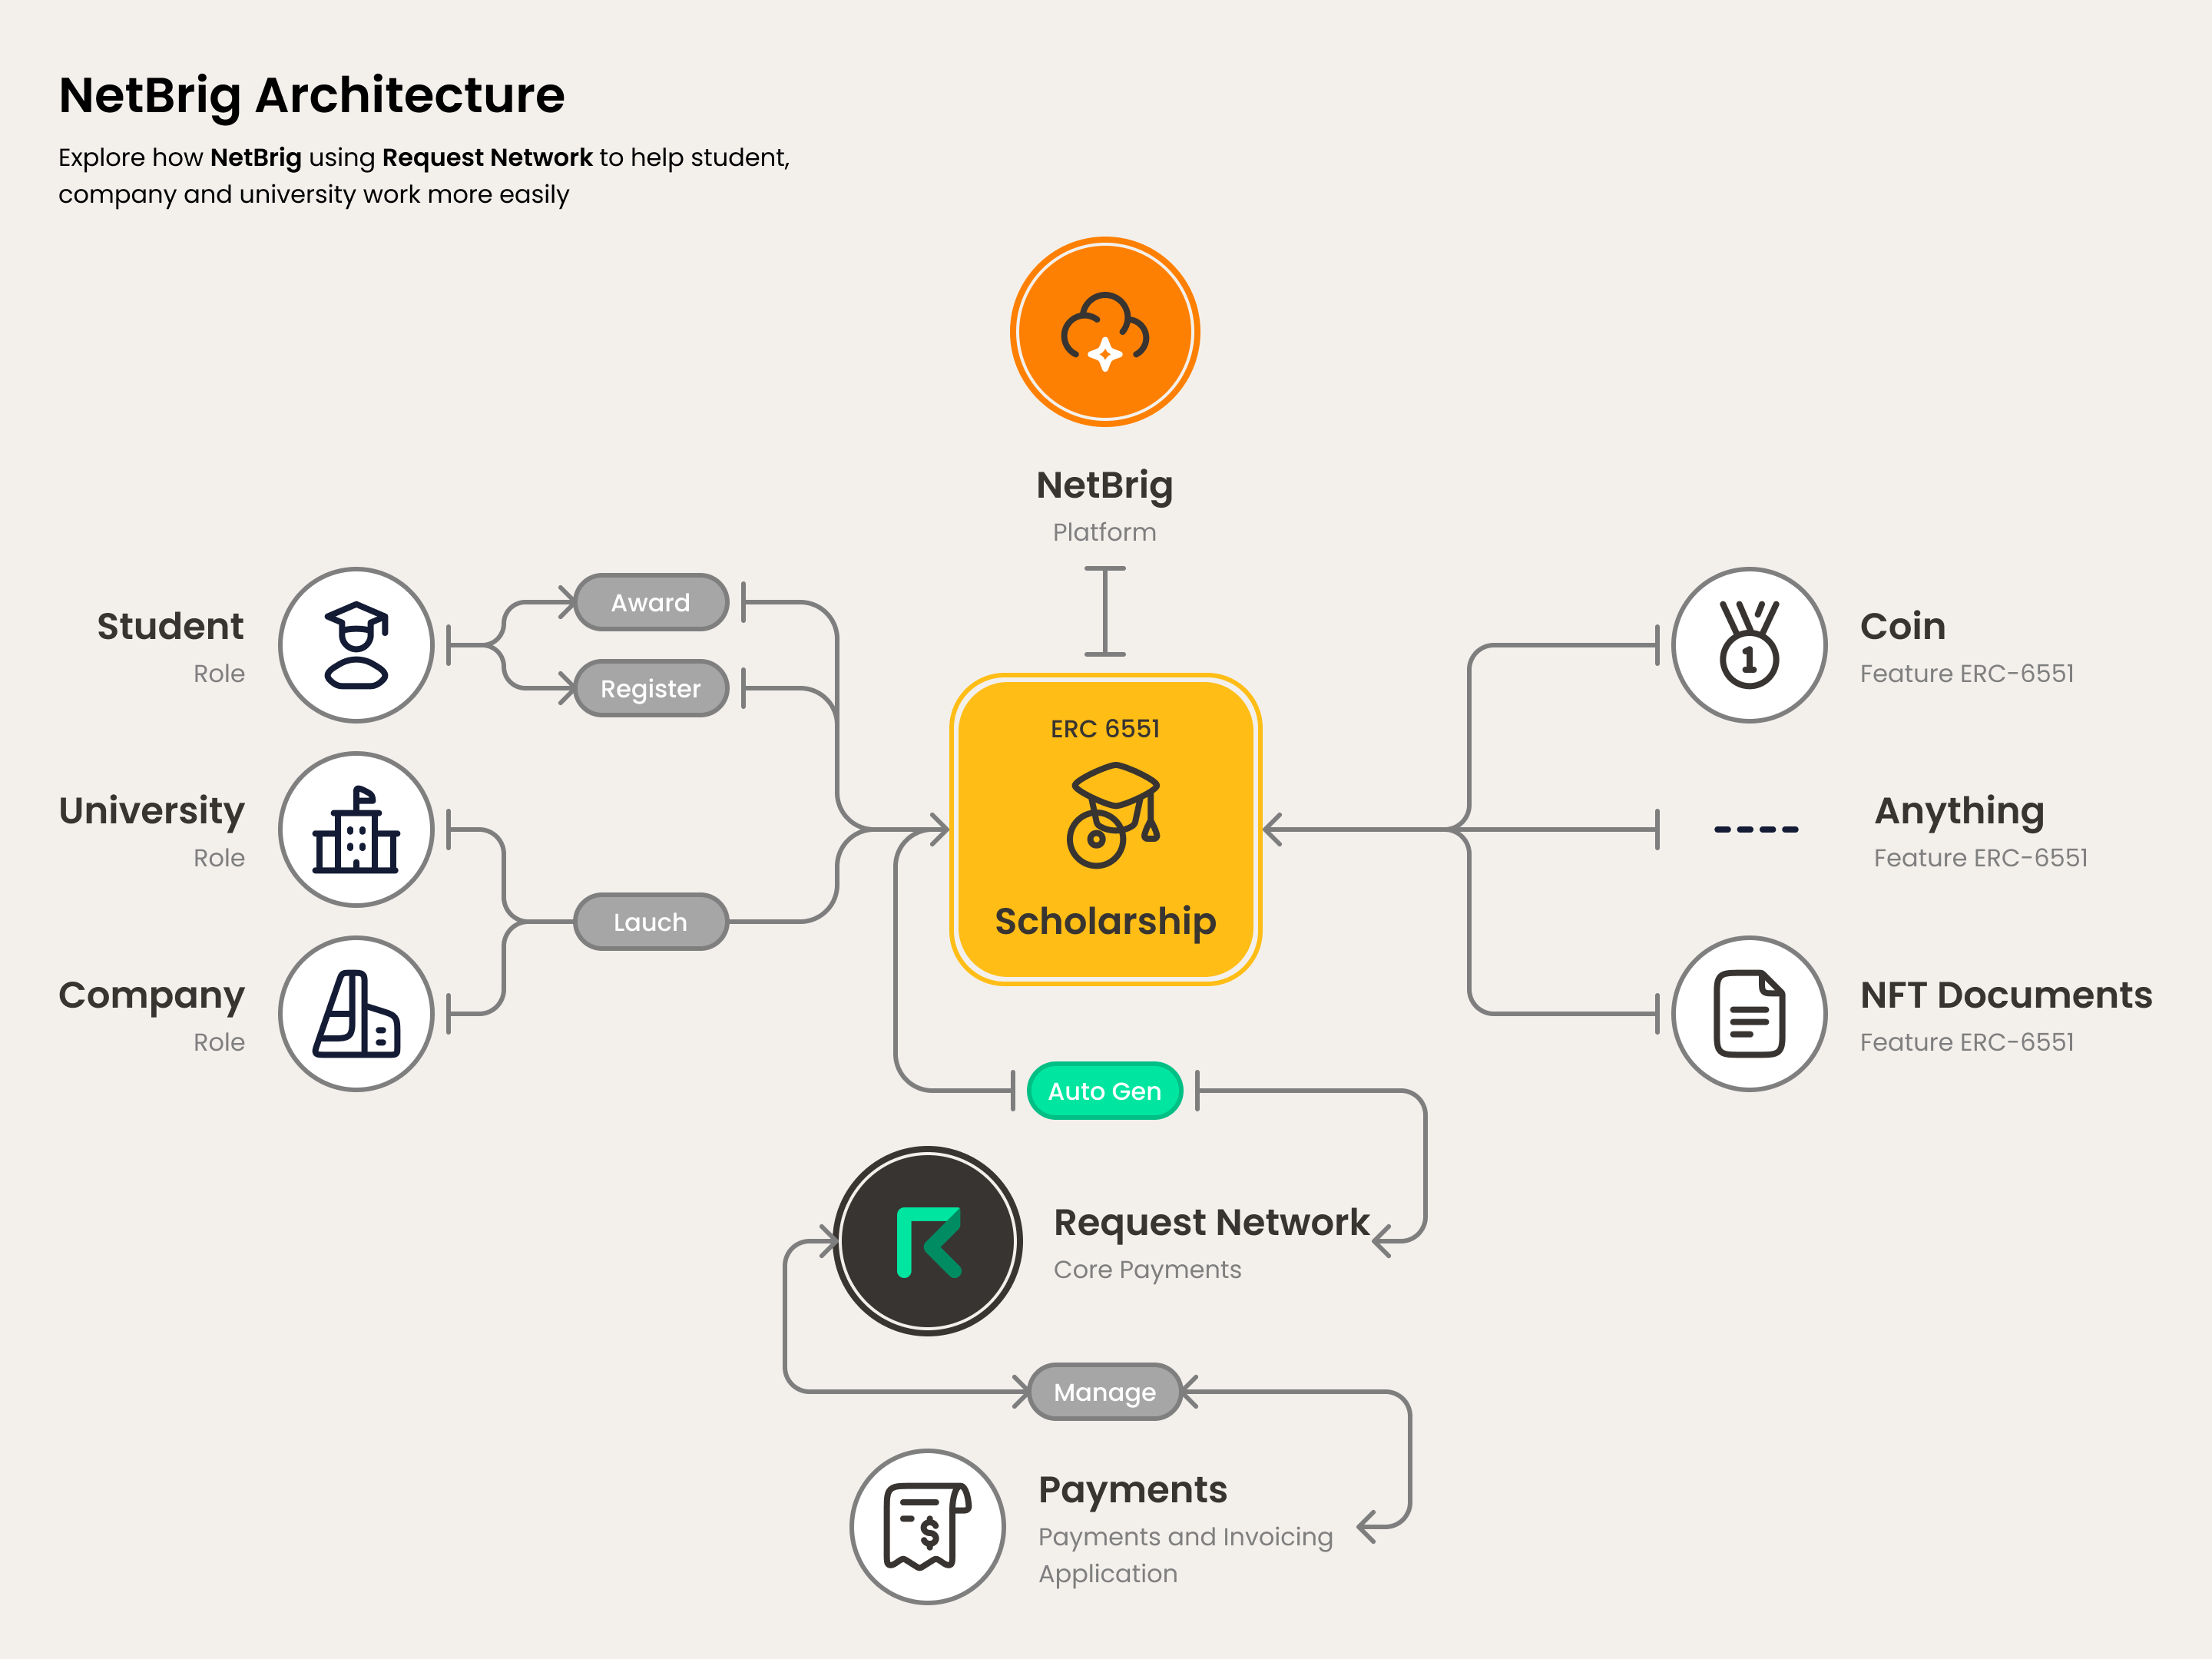 NetBrig Architecture
Explore how NetBrig using Request Network to help student,
company and university work more easily
NetBrig
Platform
Student
Role
Award
Register
University
Role
Lauch
Company
Role
ERC 6551
Scholarship
Coin
Feature ERC-6551
Anything
Feature ERC-6551
NFT Documents
Feature ERC-6551
Auto Gen
Request Network
Core Payments
Manage
Payments
Payments and Invoicing
Application